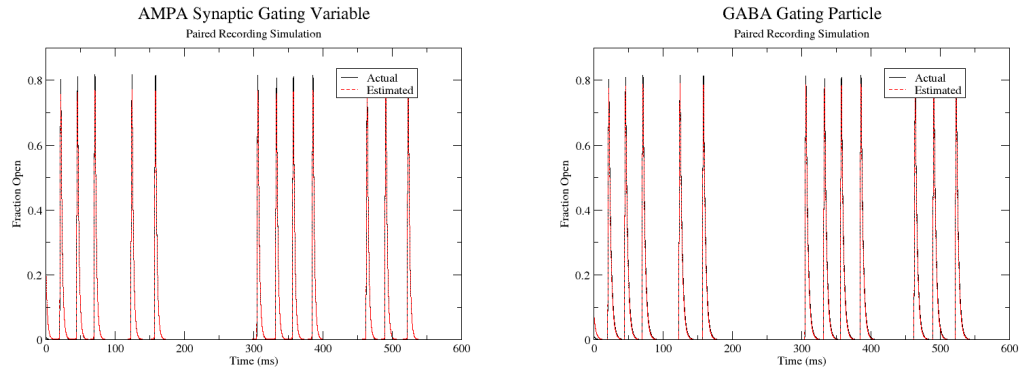 AMPA Synaptic Gating Variable
Paired Recording Simulation
Fraction Open
0.8
0.6
0.4
0.2
0
0 100 200 300 400 500 600
Time (ms)
Actual
Estimated
GABA Gating Particle
Paired Recording Simulation
Fraction Open
0.8
0.6
0.4
0.2
0
0 100 200 300 400 500 600
Time (ms)
Actual
Estimated